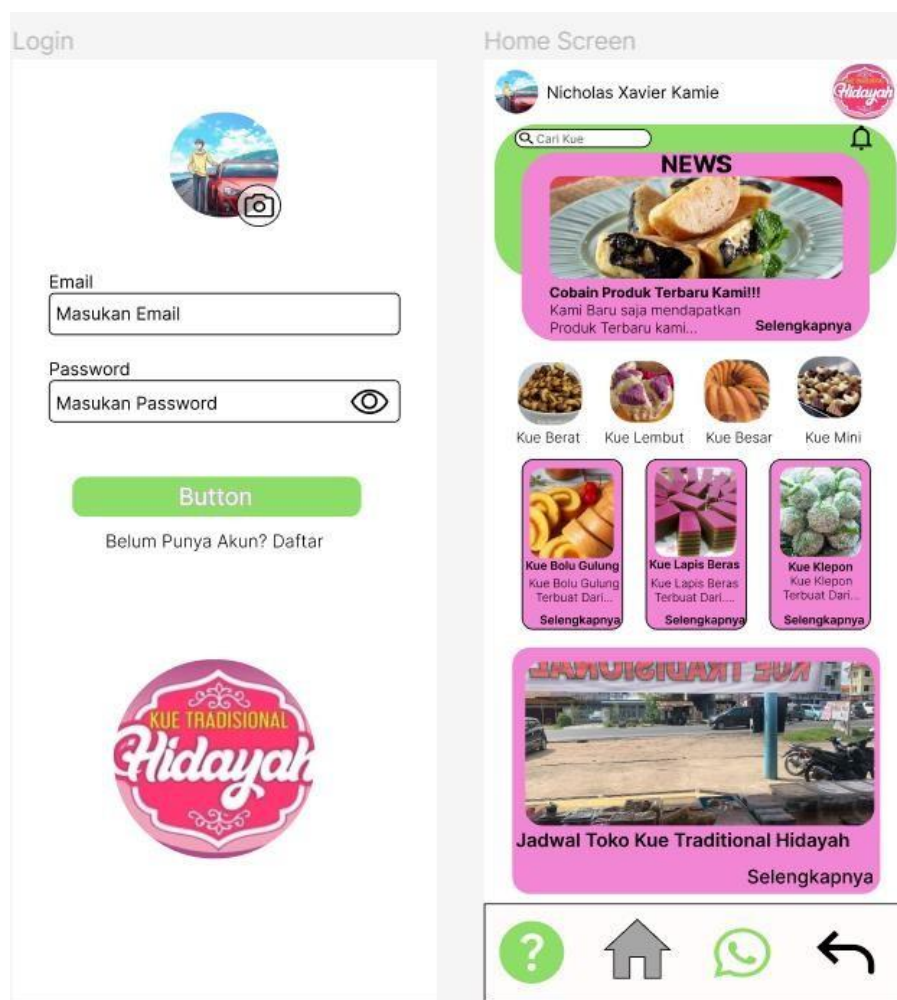 Login
Email
Masukan Email
Password
Masukan Password
Button
Belum Punya Akun? Daftar
KUE TRADISIONAL
Hidayah
Home Screen
Nicholas Xavier Kamie
Hidayah
Cari Kue
NEWS
Cobain Produk Terbaru Kami!!!
Kami Baru saja mendapatkan
Produk Terbaru kami...
Selengkapnya
Kue Berat Kue Lembut Kue Besar Kue Mini
Kue Bolu Gulung
Kue Bolu Gulung
Terbuat Dari...
Selengkapnya
Kue Lapis Beras
Kue Lapis Beras
Terbuat Dari....
Selengkapnya
Kue Klepon
Kue Klepon
Terbuat Dari...
Selengkapnya
KUE TRADISIONAL
Jadwal Toko Kue Traditional Hidayah
Selengkapnya
?